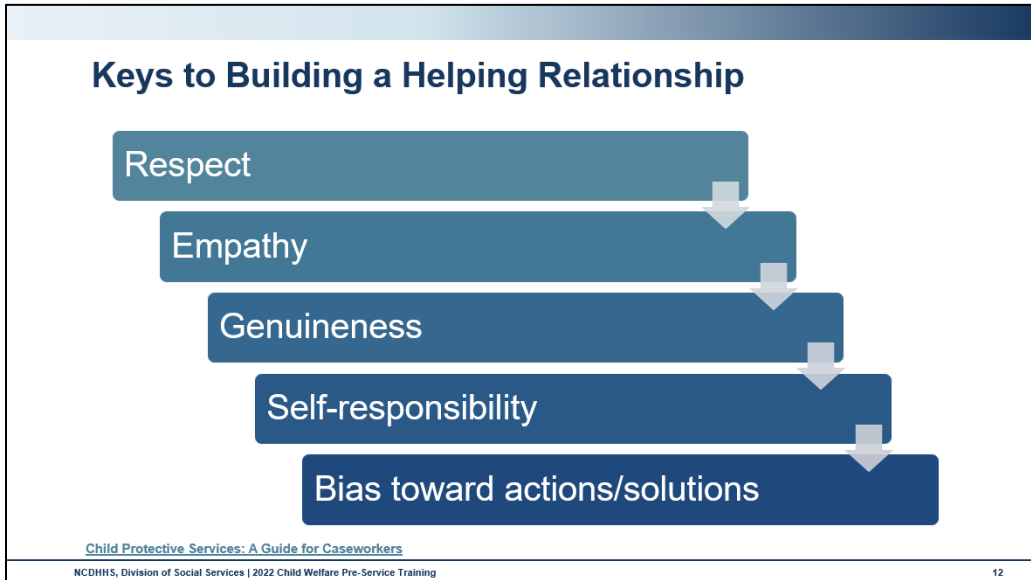 Keys to Building a Helping Relationship
Respect
Empathy
Genuineness
Self-responsibility
Bias toward actions/solutions
Child Protective Services: A Guide for Caseworkers
NCDHHS, Division of Social Services | 2022 Child Welfare Pre-Service Training
12